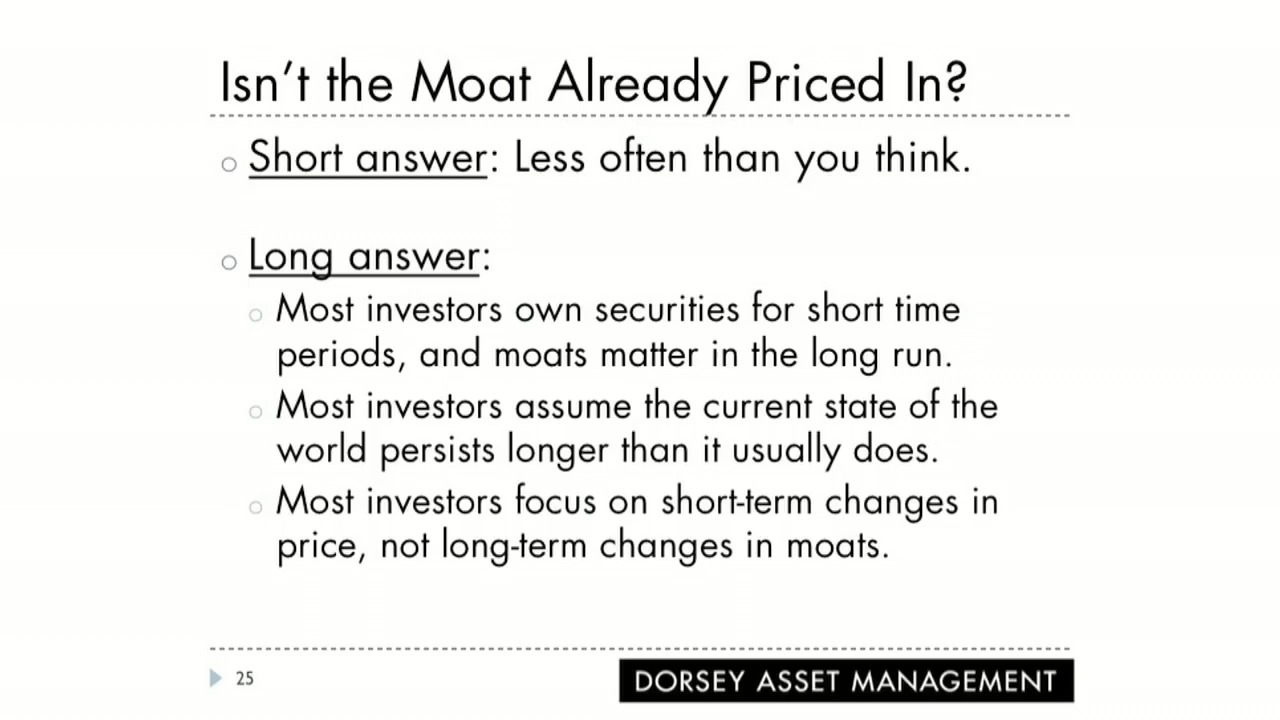 Isn't the Moat Already Priced In?
Short answer: Less often than you think.
Long answer:
Most investors own securities for short time
periods, and moats matter in the long run.
Most investors assume the current state of the
world persists longer than it usually does.
Most investors focus on short-term changes in
price, not long-term changes in moats.
25
DORSEY ASSET MANAGEMENT